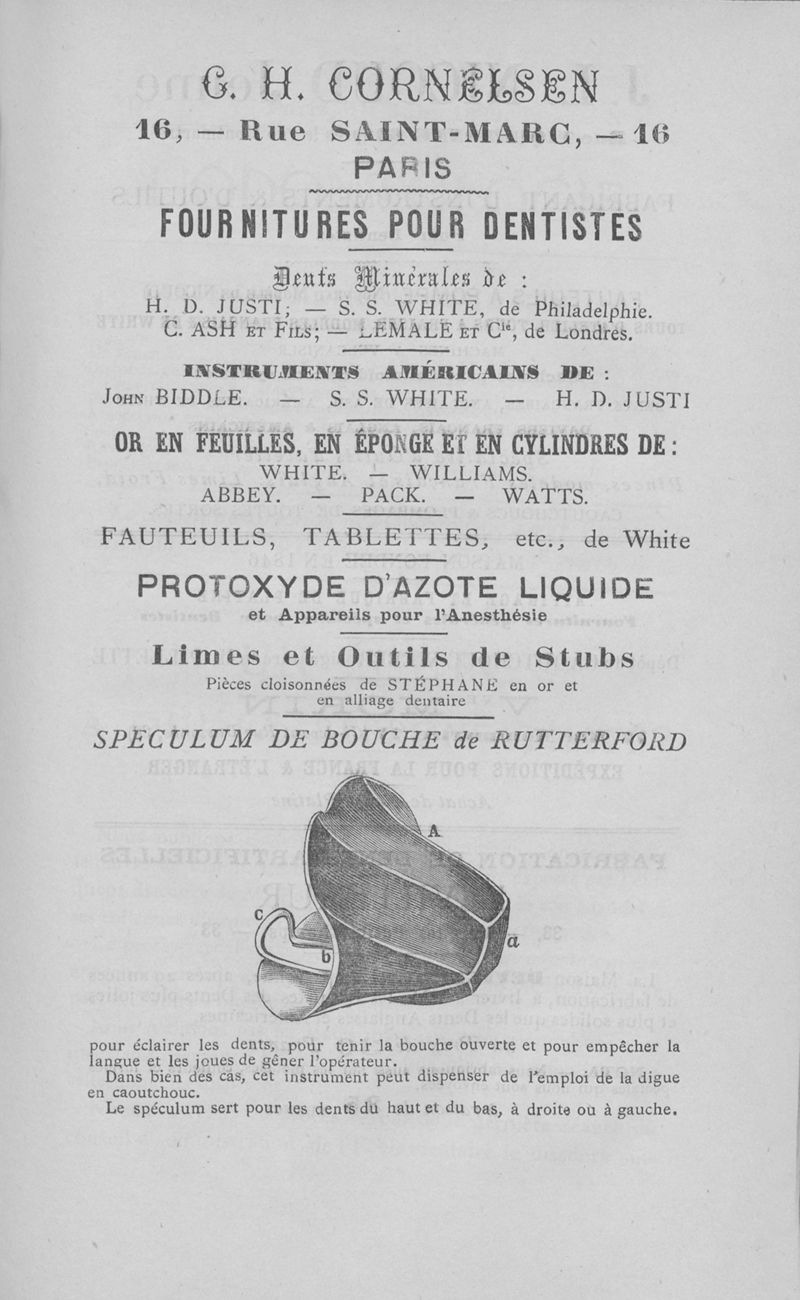 G. H. CORNÉLSEN
16, — Rue SAINT-MARC, — 16
PARIS
FOURNITURES POUR DENTISTES
Dents Minérales de :
H. D. JUSTI; — S. S. WHITE, de Philadelphie.
C. ASH ET FILS; — LEMALE ET Cie, de Londres.
INSTRUMENTS AMÉRICAINS DE :
JOHN BIDDLE. — S. S. WHITE. — H. D. JUSTI
OR EN FEUILLES, EN ÉPONGE ET EN CYLINDRES DE :
WHITE. — WILLIAMS.
ABBEY. — PACK. — WATTS.
FAUTEUILS, TABLETTES, etc., de White
PROTOXYDE D'AZOTE LIQUIDE
et Appareils pour l'Anesthésie
Limes et Outils de Stubs
Pièces cloisonnées de STÉPHANE en or et
en alliage dentaire
SPECULUM DE BOUCHE de RUTTERFORD
A
C
b
a
pour éclairer les dents, pour tenir la bouche ouverte et pour empêcher la
langue et les joues de gêner l'opérateur.
Dans bien des cas, cet instrument peut dispenser de l'emploi de la digue
en caoutchouc.
Le spéculum sert pour les dents du haut et du bas, à droite ou à gauche.